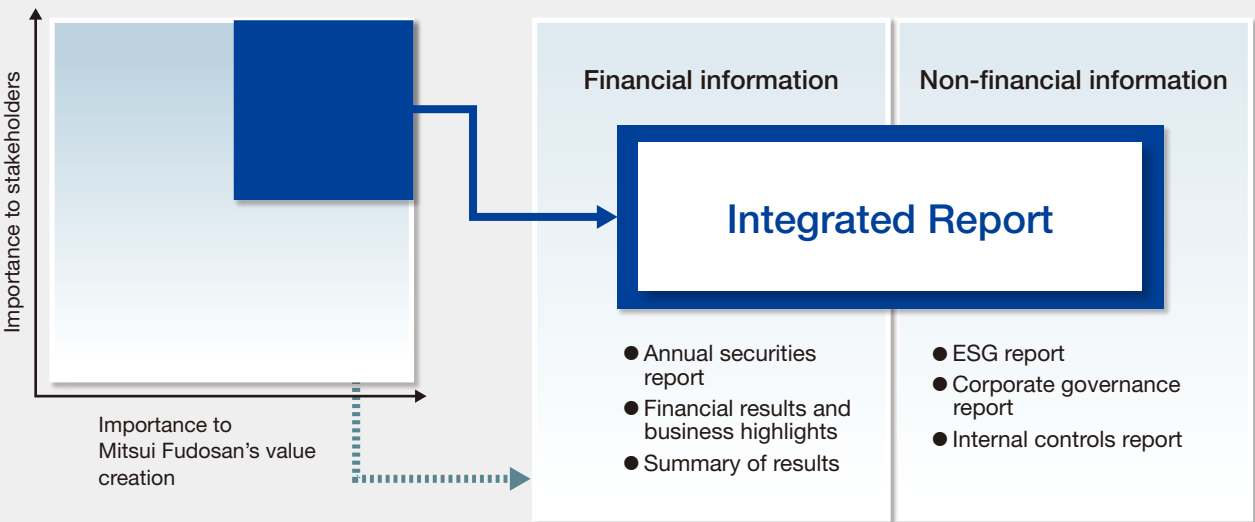 Importance to stakeholders
Importance to
Mitsui Fudosan's value
creation
Financial information
Non-financial information
Integrated Report
● Annual securities
report
● Financial results and
business highlights
● Summary of results
● ESG report
● Corporate governance
report
● Internal controls report